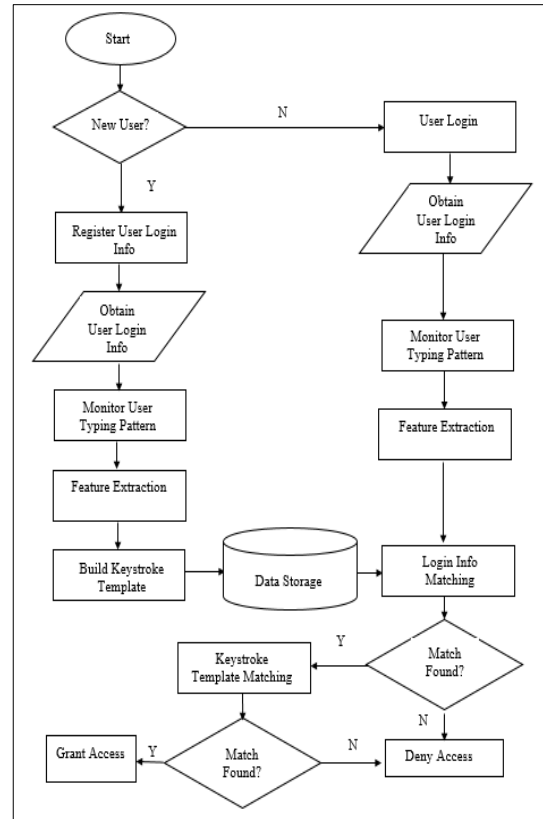 Start
New User?
N
User Login
Y
Obtain
User Login
Info
Register User Login
Info
Obtain
User Login
Info
Monitor User
Typing Pattern
Monitor User
Typing Pattern
Feature Extraction
Feature Extraction
Build Keystroke
Template
Data Storage
Login Info
Matching
Y
Match
Found?
Keystroke
Template Matching
N
Grant Access
Y
Match
Found?
N
Deny Access